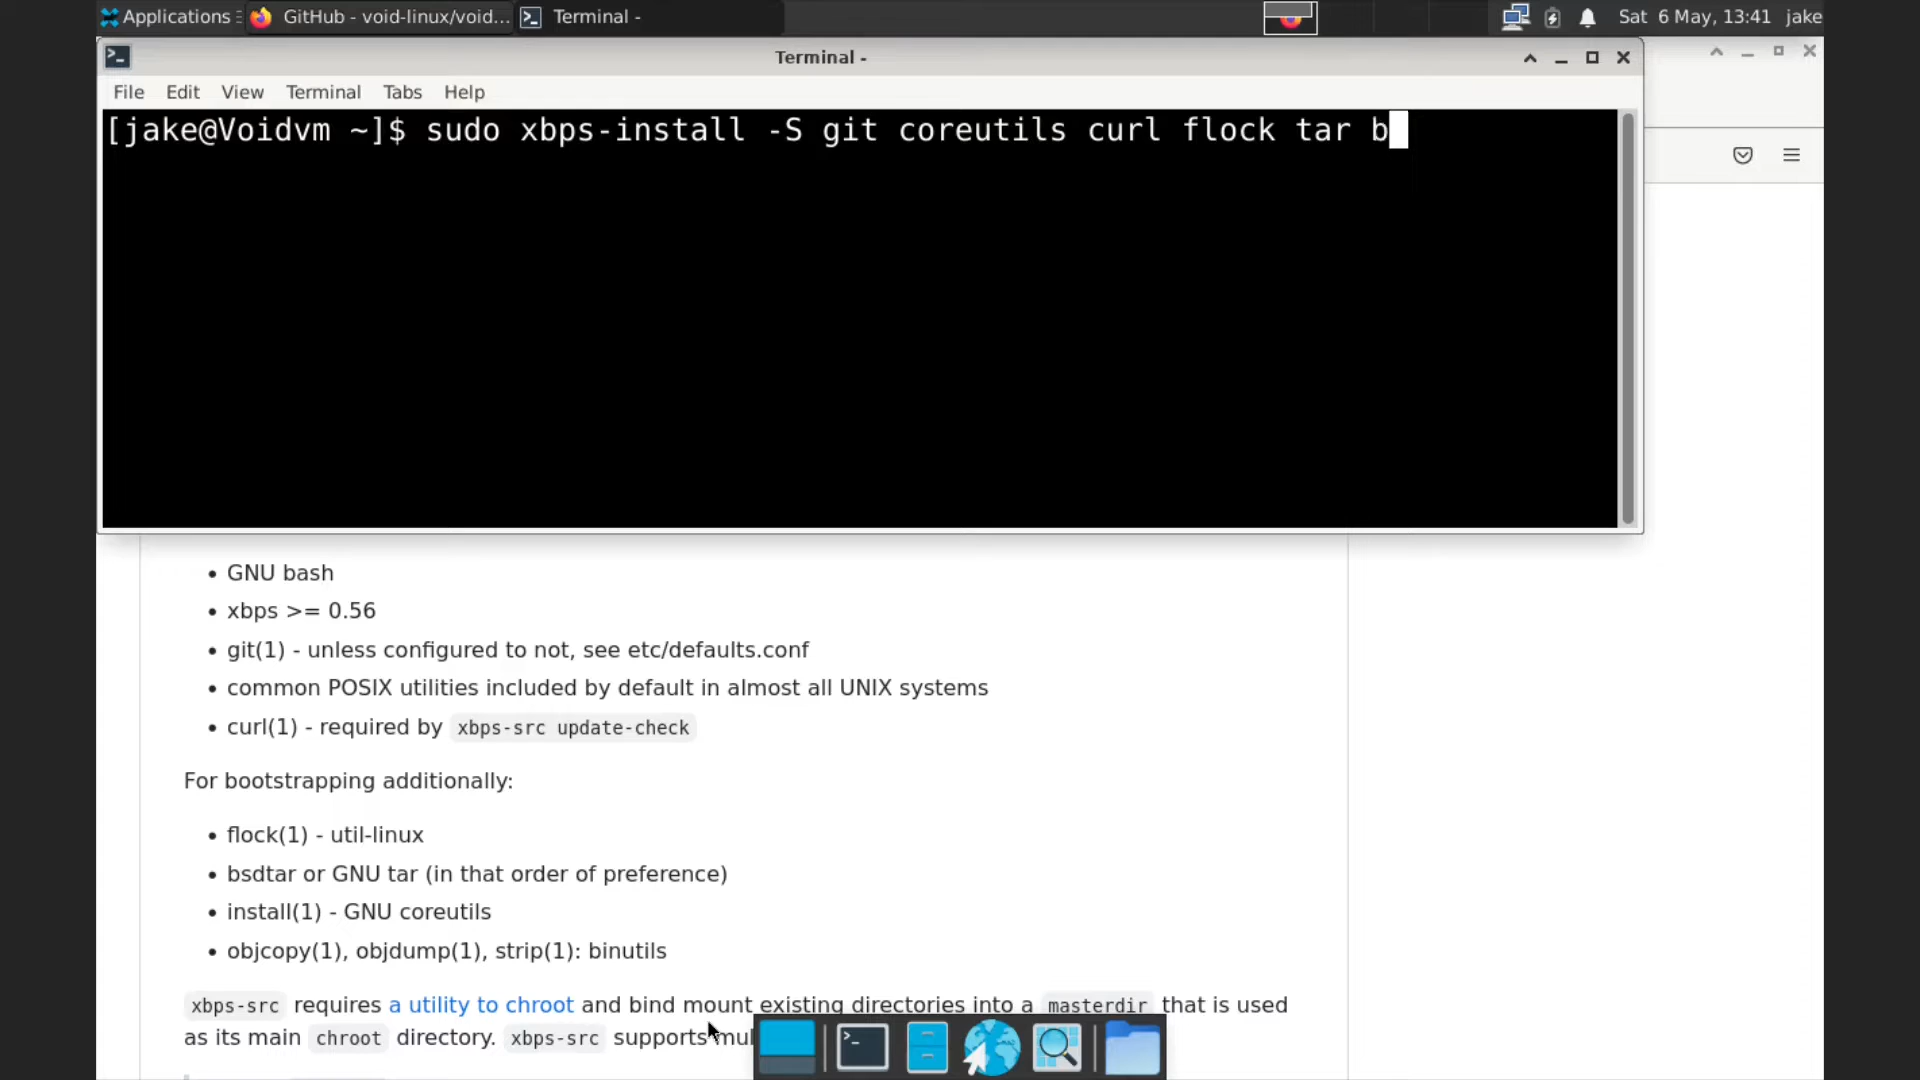 Applications
GitHub - void-linux/void...
Terminal -
Sat 6 May, 13:41
jake
Terminal -
File Edit View Terminal Tabs Help
[jake@Voidvm ~]$ sudo xbps-install -S git coreutils curl flock tar b
• GNU bash
• xbps >= 0.56
• git(1) - unless configured to not, see etc/defaults.conf
• common POSIX utilities included by default in almost all UNIX systems
• curl(1) - required by xbps-src update-check
For bootstrapping additionally:
• flock(1) - util-linux
• bsdtar or GNU tar (in that order of preference)
• install(1) - GNU coreutils
• objcopy(1), objdump(1), strip(1): binutils
xbps-src requires a utility to chroot and bind mount existing directories into a masterdir that is used
as its main chroot directory. xbps-src supports mul